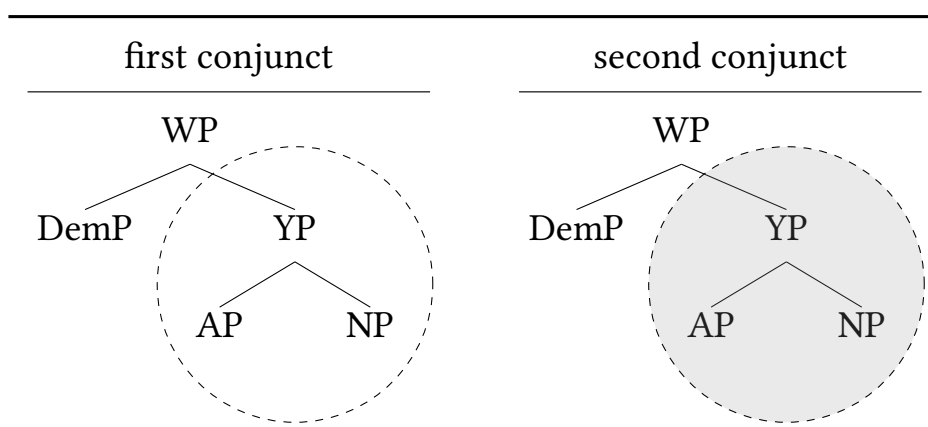 first conjunct second conjunct
WP WP
DemP YP DemP YP
AP NP AP NP